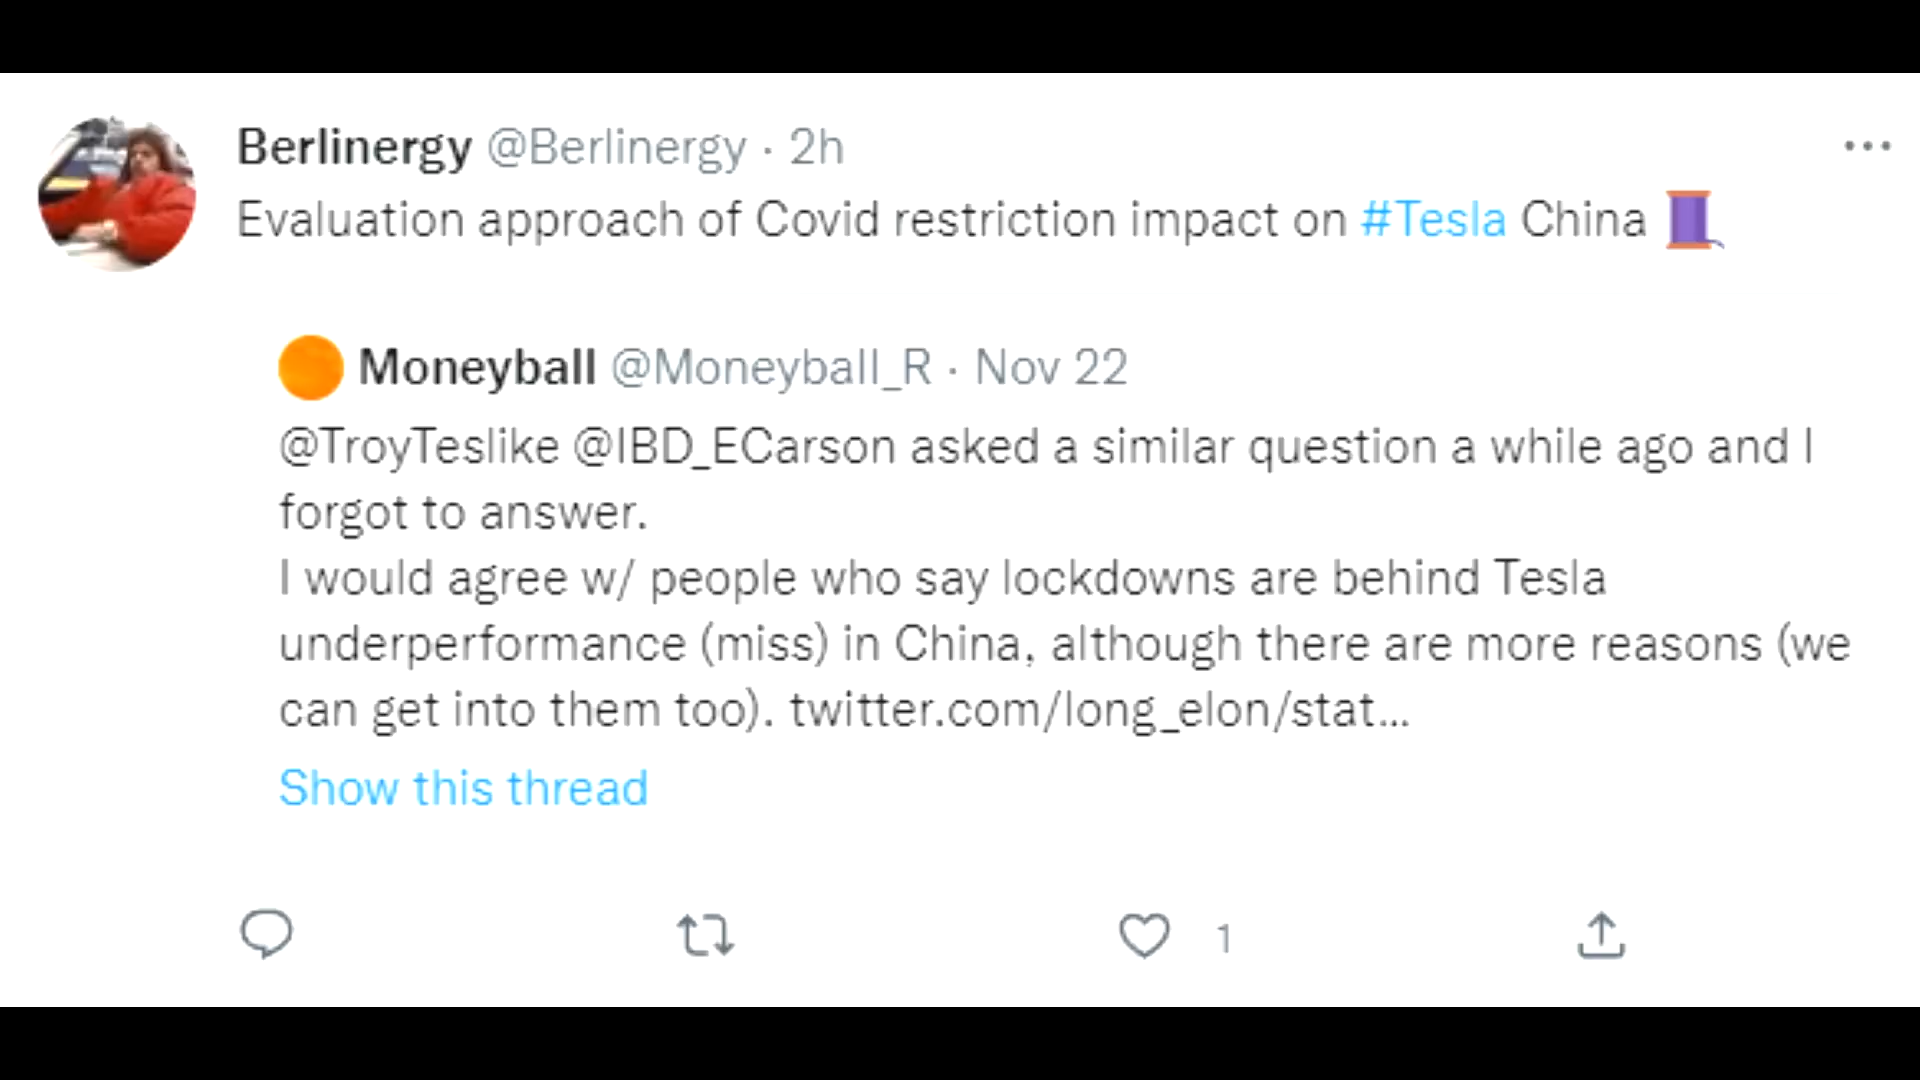 Berlinergy @Berlinergy · 2h
Evaluation approach of Covid restriction impact on #Tesla China 🧵
Moneyball @Moneyball_R · Nov 22
@TroyTeslike @IBD_ECarson asked a similar question a while ago and I
forgot to answer.
I would agree w/ people who say lockdowns are behind Tesla
underperformance (miss) in China, although there are more reasons (we
can get into them too). twitter.com/long_elon/stat...
Show this thread
1